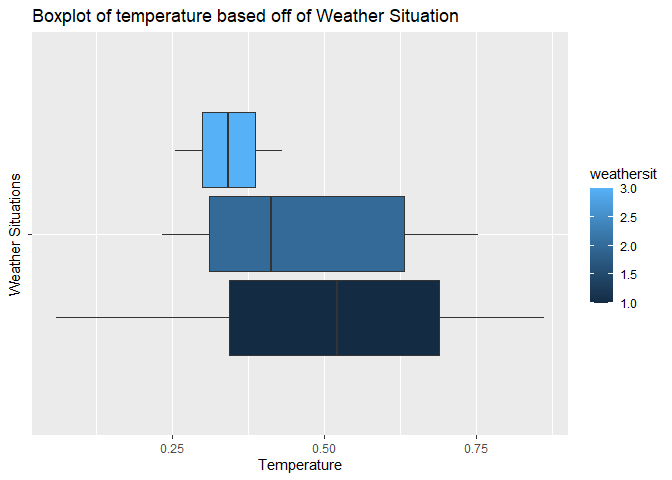 Boxplot of temperature based off of Weather Situation
Weather Situations
weathersit
3.0
2.5
2.0
1.5
1.0
0.25
0.50
0.75
Temperature